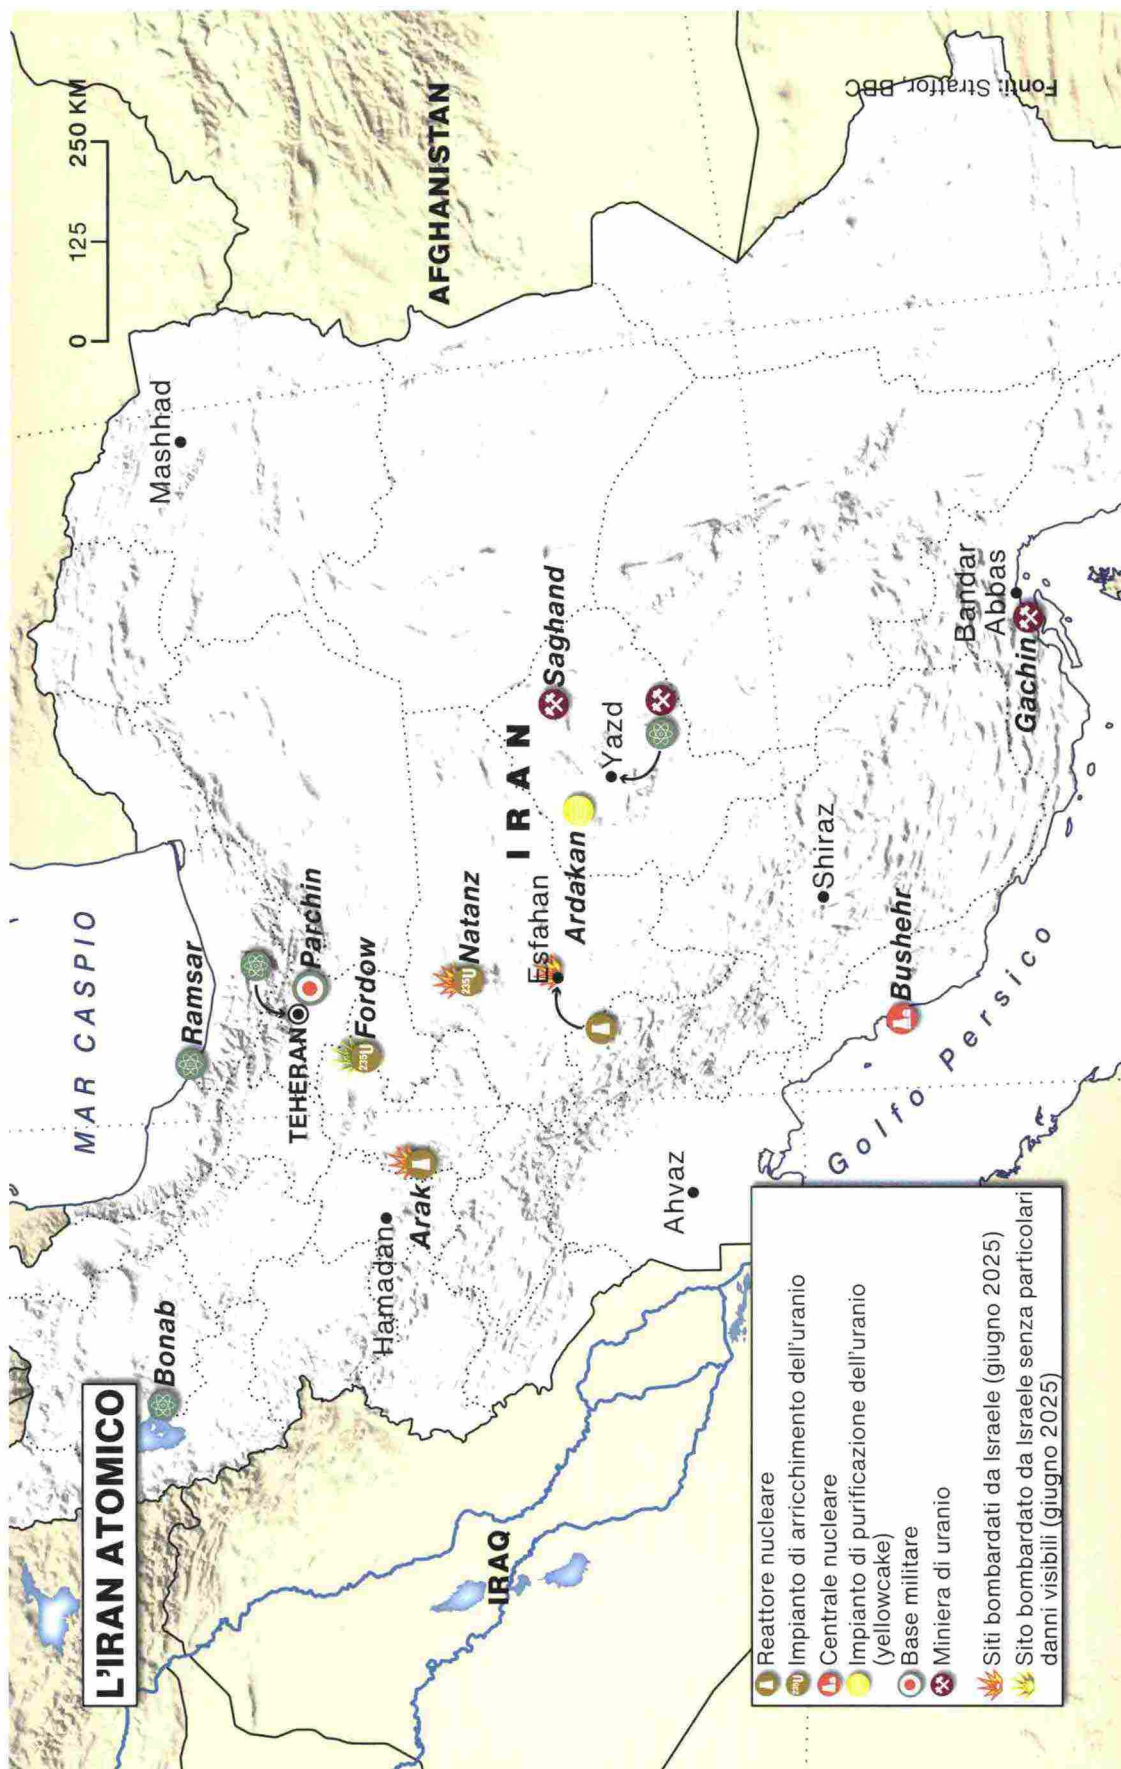 L'IRAN ATOMICO
MAR CASPIO
0 125 250 KM
Bonab
Ramsar
Mashhad
TEHERAN
Parchin
Fordow
Hamadan
Arak
Natanz
AFGHANISTAN
IRAQ
IRAN
Esfahan
Ardakan
Saghand
Yazd
Ahvaz
Shiraz
Bushehr
Golfo Persico
Bandar
Abbas
Gachin
235U
235U
Reattore nucleare
Impianto di arricchimento dell'uranio
Centrale nucleare
Impianto di purificazione dell'uranio
(yellowcake)
Base militare
Miniera di uranio
Siti bombardati da Israele (giugno 2025)
Sito bombardato da Israele senza particolari
danni visibili (giugno 2025)
Fonti: Stratfor, BBC